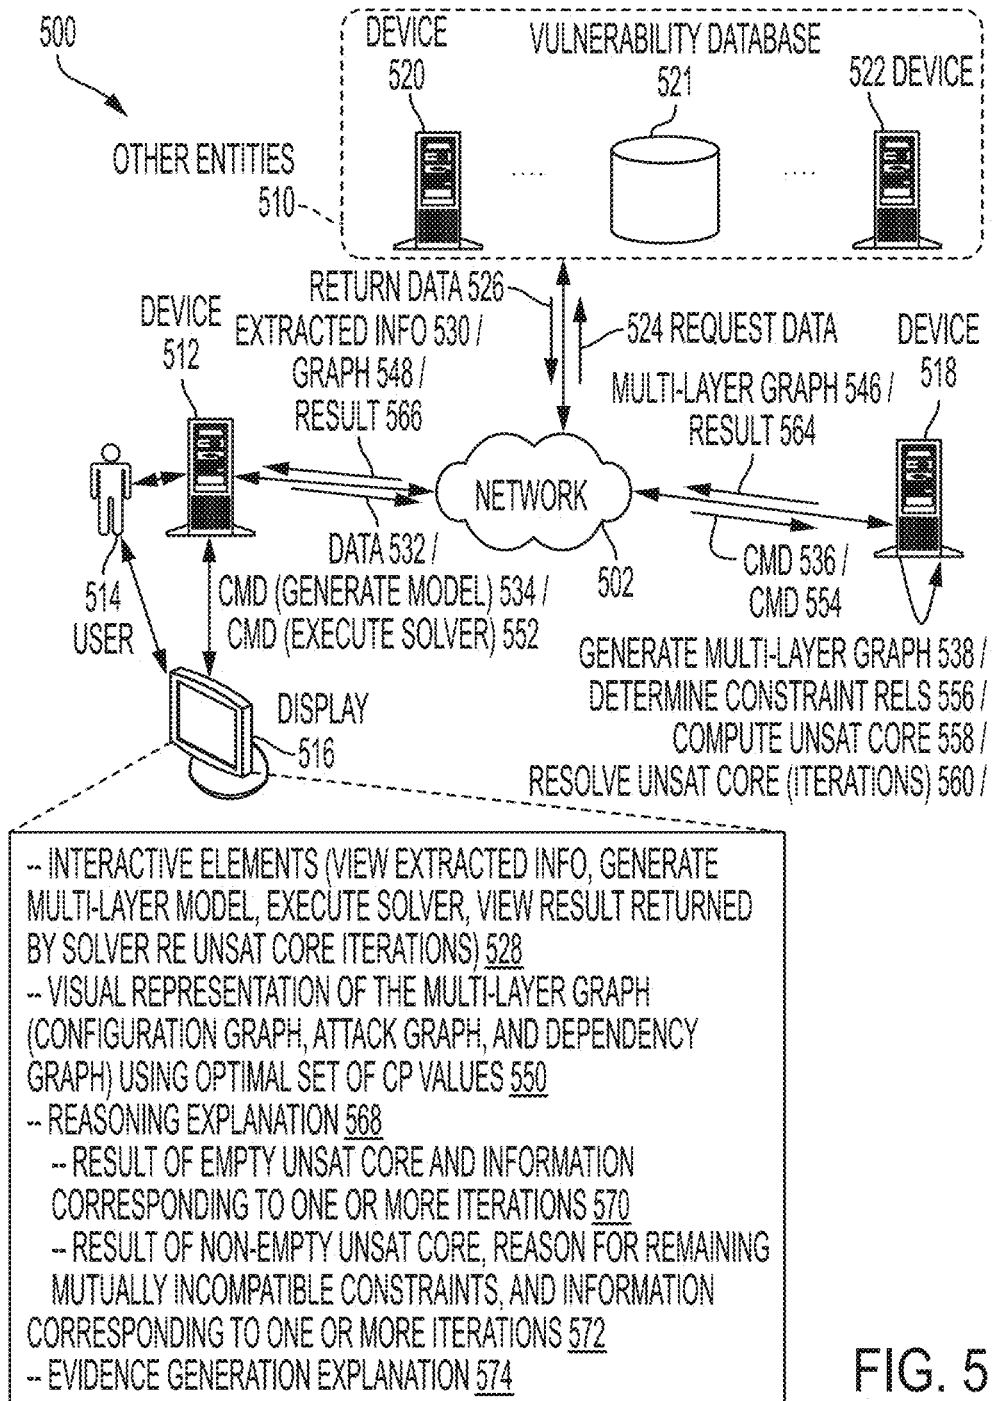 500
DEVICE
520
VULNERABILITY DATABASE
521
522 DEVICE
OTHER ENTITIES
510
RETURN DATA 526
524 REQUEST DATA
DEVICE
512
EXTRACTED INFO 530 /
GRAPH 548 /
RESULT 566
MULTI-LAYER GRAPH 546 /
RESULT 564
DEVICE
518
NETWORK
502
514
USER
DATA 532 /
CMD (GENERATE MODEL) 534 /
CMD (EXECUTE SOLVER) 552
CMD 536 /
CMD 554
GENERATE MULTI-LAYER GRAPH 538 /
DETERMINE CONSTRAINT RELS 556 /
COMPUTE UNSAT CORE 558 /
RESOLVE UNSAT CORE (ITERATIONS) 560 /
DISPLAY
516
-- INTERACTIVE ELEMENTS (VIEW EXTRACTED INFO, GENERATE
MULTI-LAYER MODEL, EXECUTE SOLVER, VIEW RESULT RETURNED
BY SOLVER RE UNSAT CORE ITERATIONS) 528
-- VISUAL REPRESENTATION OF THE MULTI-LAYER GRAPH
(CONFIGURATION GRAPH, ATTACK GRAPH, AND DEPENDENCY
GRAPH) USING OPTIMAL SET OF CP VALUES 550
-- REASONING EXPLANATION 568
-- RESULT OF EMPTY UNSAT CORE AND INFORMATION
CORRESPONDING TO ONE OR MORE ITERATIONS 570
-- RESULT OF NON-EMPTY UNSAT CORE, REASON FOR REMAINING
MUTUALLY INCOMPATIBLE CONSTRAINTS, AND INFORMATION
CORRESPONDING TO ONE OR MORE ITERATIONS 572
-- EVIDENCE GENERATION EXPLANATION 574
FIG. 5